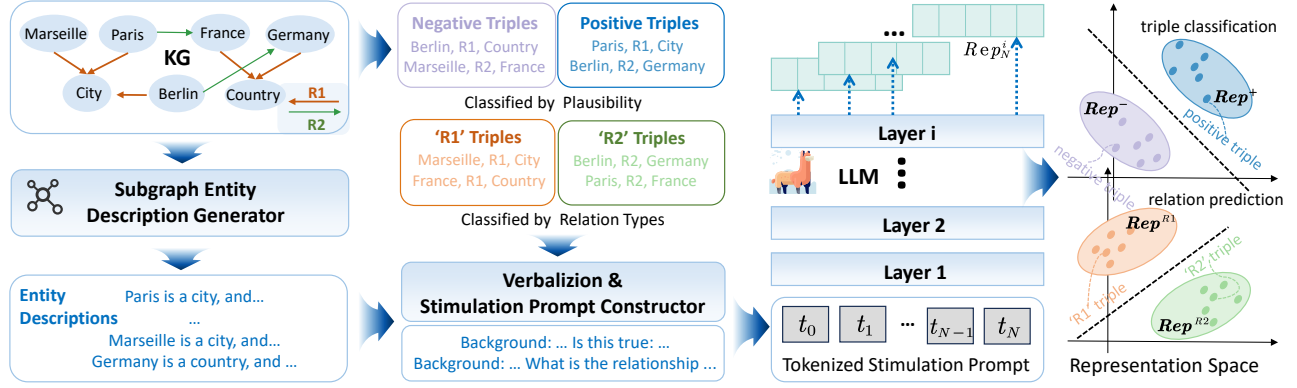 Marseille
Paris
France
Germany
KG
City
Berlin
Country
R1
R2
Subgraph Entity
Description Generator
Entity
Descriptions
Paris is a city, and...
...
Marseille is a city, and...
Germany is a country, and ...
Negative Triples
Berlin, R1, Country
Marseille, R2, France
Positive Triples
Paris, R1, City
Berlin, R2, Germany
Classified by Plausibility
‘R1’ Triples
Marseille, R1, City
France, R1, Country
‘R2’ Triples
Berlin, R2, Germany
Paris, R2, France
Classified by Relation Types
Verbalizion &
Stimulation Prompt Constructor
Background: ... Is this true: ...
Background: ... What is the relationship ...
...
Rep_N^i
Layer i
LLM
Layer 2
Layer 1
t_0 t_1 ... t_{N-1} t_N
Tokenized Stimulation Prompt
triple classification
Rep^+
Rep^-
positive triple
negative triple
relation prediction
Rep^{R1}
‘R2’ triple
‘R1’ triple
Rep^{R2}
Representation Space